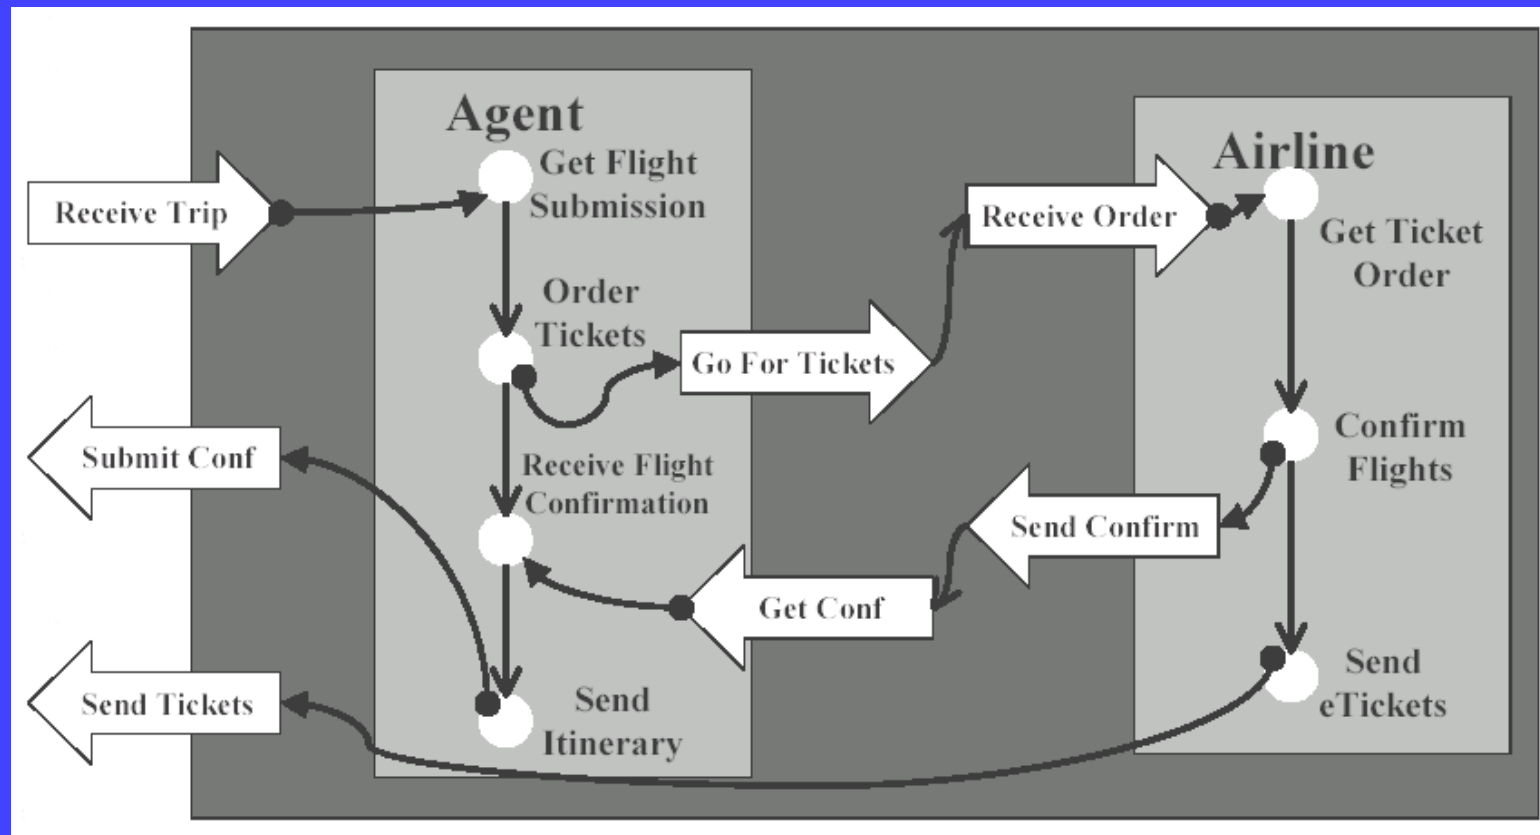 Agent
Get Flight
Submission
Receive Trip
Order
Tickets
Go For Tickets
Submit Conf
Receive Flight
Confirmation
Get Conf
Send Tickets
Send
Itinerary
Airline
Receive Order
Get Ticket
Order
Confirm
Flights
Send Confirm
Send
eTickets